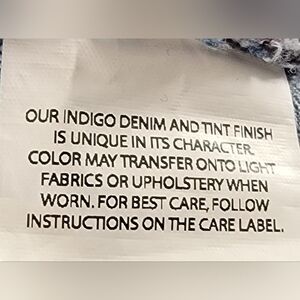 OUR INDIGO DENIM AND TINT FINISH
IS UNIQUE IN ITS CHARACTER.
COLOR MAY TRANSFER ONTO LIGHT
FABRICS OR UPHOLSTERY WHEN
WORN. FOR BEST CARE, FOLLOW
INSTRUCTIONS ON THE CARE LABEL.